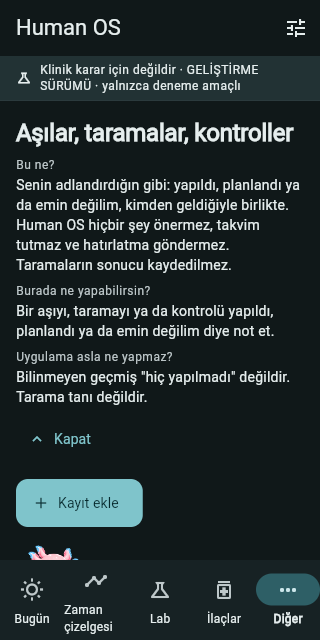 Human OS
Klinik karar için değildir · GELİŞTİRME
SÜRÜMÜ · yalnızca deneme amaçlı
Aşılar, taramalar, kontroller
Bu ne?
Senin adlandırdığın gibi: yapıldı, planlandı ya
da emin değilim, kimden geldiğiyle birlikte.
Human OS hiçbir şey önermez, takvim
tutmaz ve hatırlatma göndermez.
Taramaların sonucu kaydedilmez.
Burada ne yapabilirsin?
Bir aşıyı, taramayı ya da kontrolü yapıldı,
planlandı ya da emin değilim diye not et.
Uygulama asla ne yapmaz?
Bilinmeyen geçmiş "hiç yapılmadı" değildir.
Tarama tanı değildir.
Kapat
Kayıt ekle
Bugün
Zaman
çizelgesi
Lab
İlaçlar
Diğer